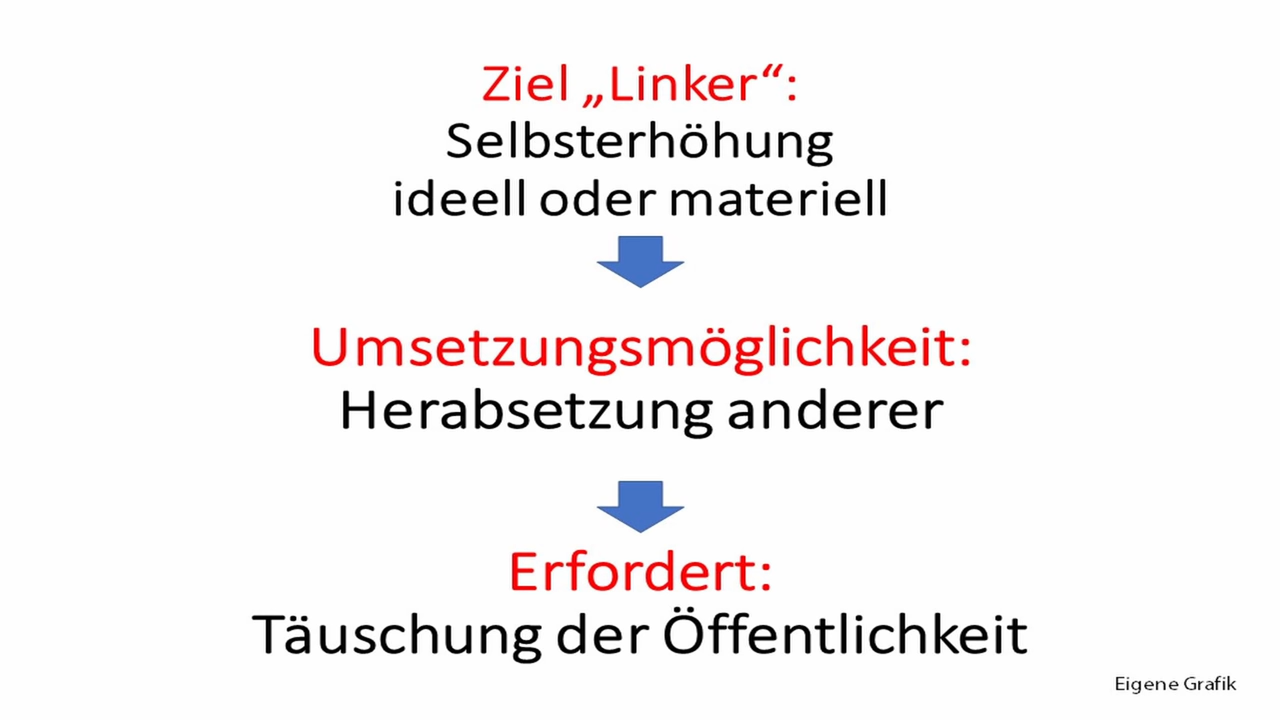 Ziel „Linker“:
Selbsterhöhung
ideell oder materiell
Umsetzungsmöglichkeit:
Herabsetzung anderer
Erfordert:
Täuschung der Öffentlichkeit
Eigene Grafik